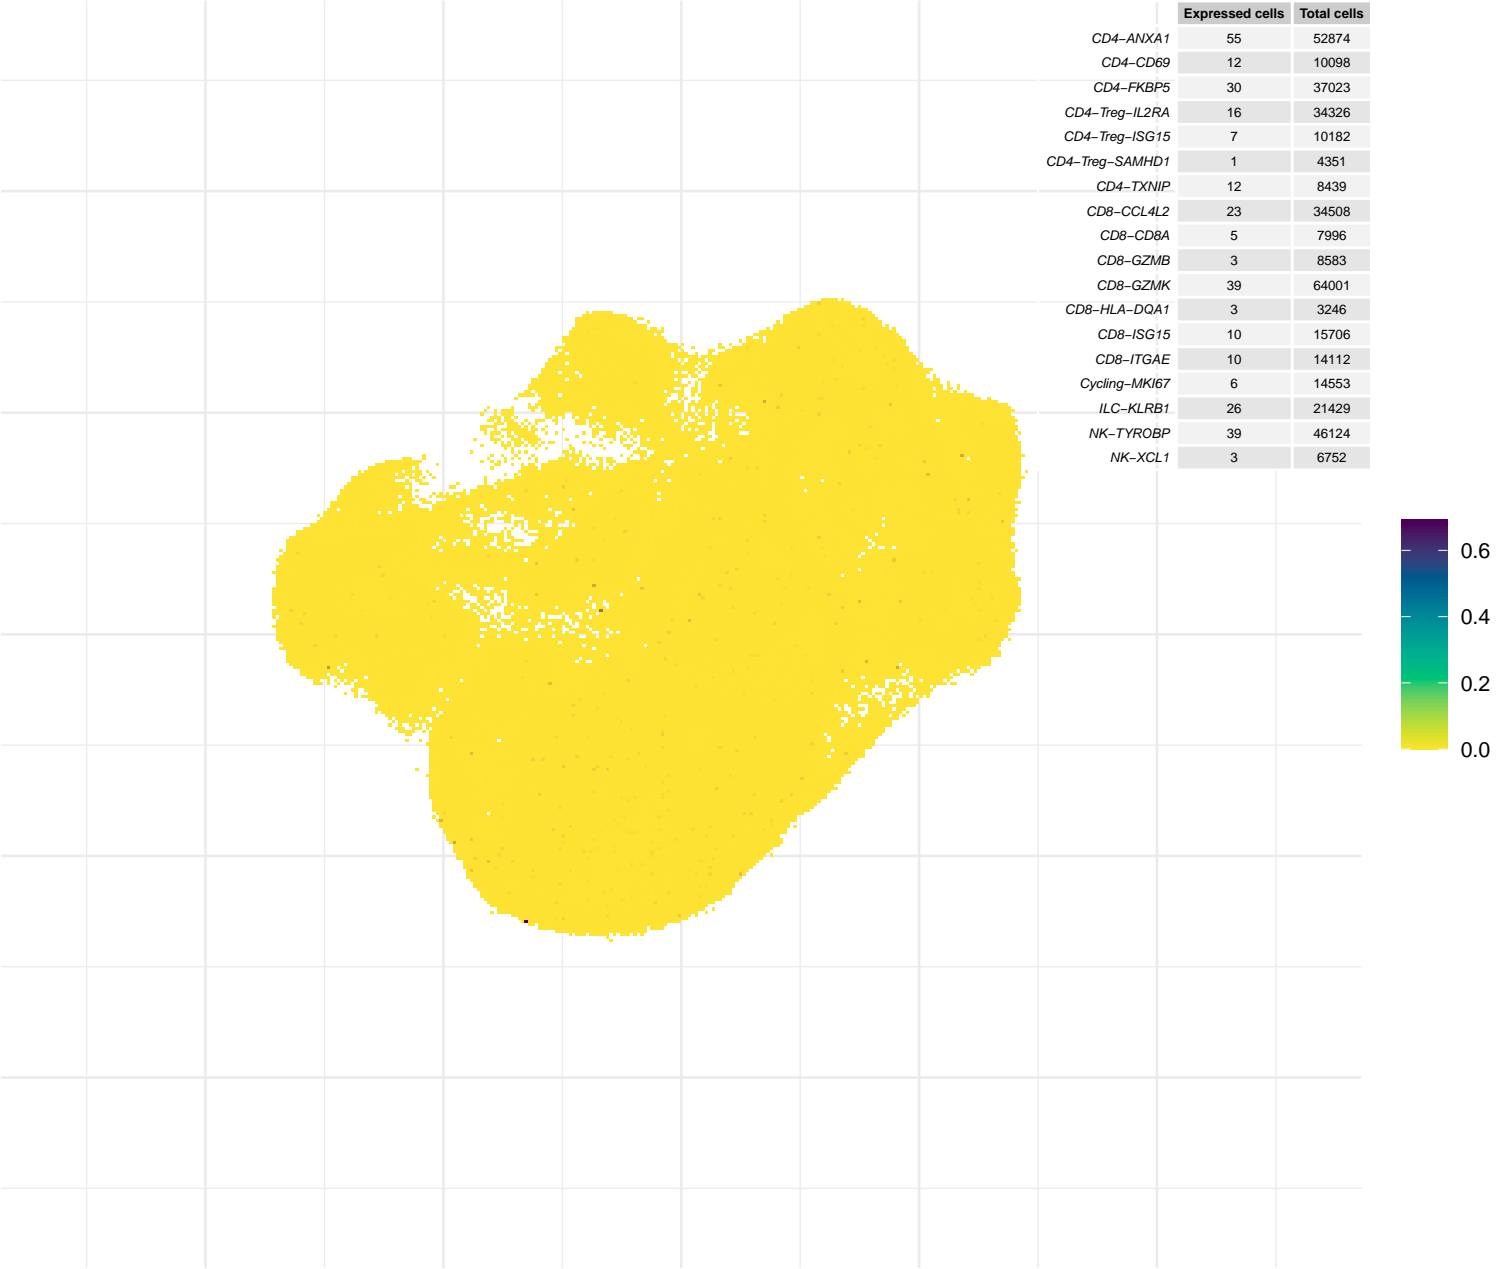 Expressed cells Total cells
CD4−ANXA1 55 52874
CD4−CD69 12 10098
CD4−FKBP5 30 37023
CD4−Treg−IL2RA 16 34326
CD4−Treg−ISG15 7 10182
CD4−Treg−SAMHD1 1 4351
CD4−TXNIP 12 8439
CD8−CCL4L2 23 34508
CD8−CD8A 5 7996
CD8−GZMB 3 8583
CD8−GZMK 39 64001
CD8−HLA−DQA1 3 3246
CD8−ISG15 10 15706
CD8−ITGAE 10 14112
Cycling−MKI67 6 14553
ILC−KLRB1 26 21429
NK−TYROBP 39 46124
NK−XCL1 3 6752
0.6
0.4
0.2
0.0